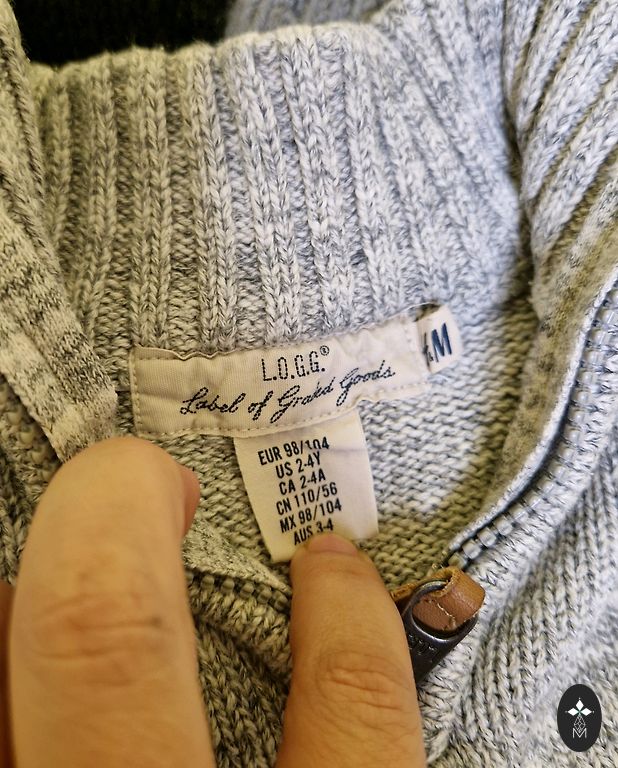 L.O.G.G.®
Label of Graded Goods
&M
EUR 98/104
US 2-4Y
CA 2-4A
CN 110/56
MX 98/104
AUS 3-4